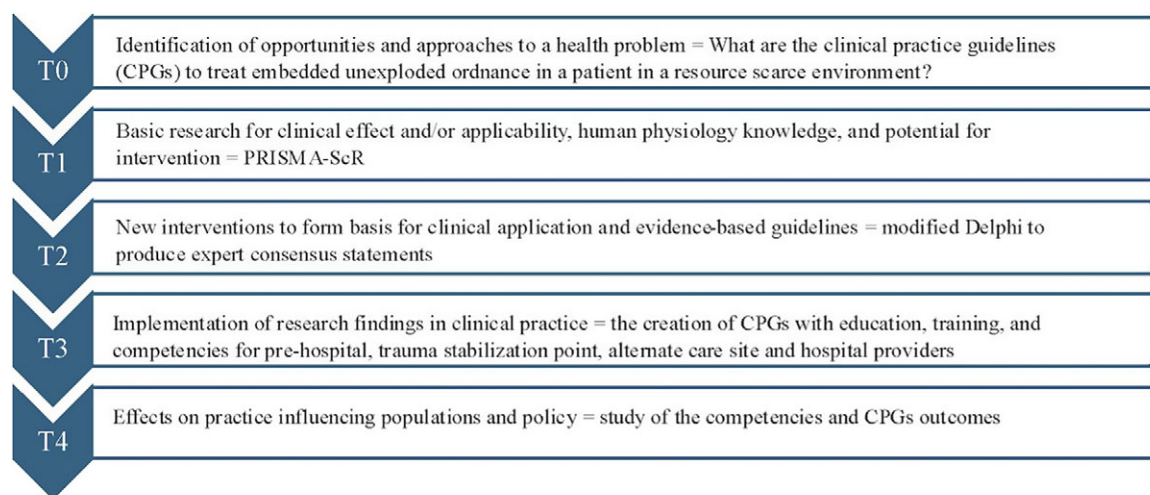 T0
Identification of opportunities and approaches to a health problem = What are the clinical practice guidelines
(CPGs) to treat embedded unexploded ordnance in a patient in a resource scarce environment?
T1
Basic research for clinical effect and/or applicability, human physiology knowledge, and potential for
intervention = PRISMA-ScR
T2
New interventions to form basis for clinical application and evidence-based guidelines = modified Delphi to
produce expert consensus statements
T3
Implementation of research findings in clinical practice = the creation of CPGs with education, training, and
competencies for pre-hospital, trauma stabilization point, alternate care site and hospital providers
T4
Effects on practice influencing populations and policy = study of the competencies and CPGs outcomes